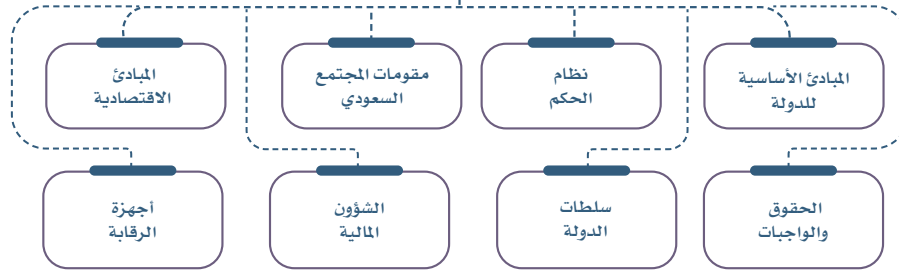 المبادئ الأساسية
للدولة
نظام
الحكم
مقومات المجتمع
السعودي
المبادئ
الاقتصادية
الحقوق
والواجبات
سلطات
الدولة
الشؤون
المالية
أجهزة
الرقابة